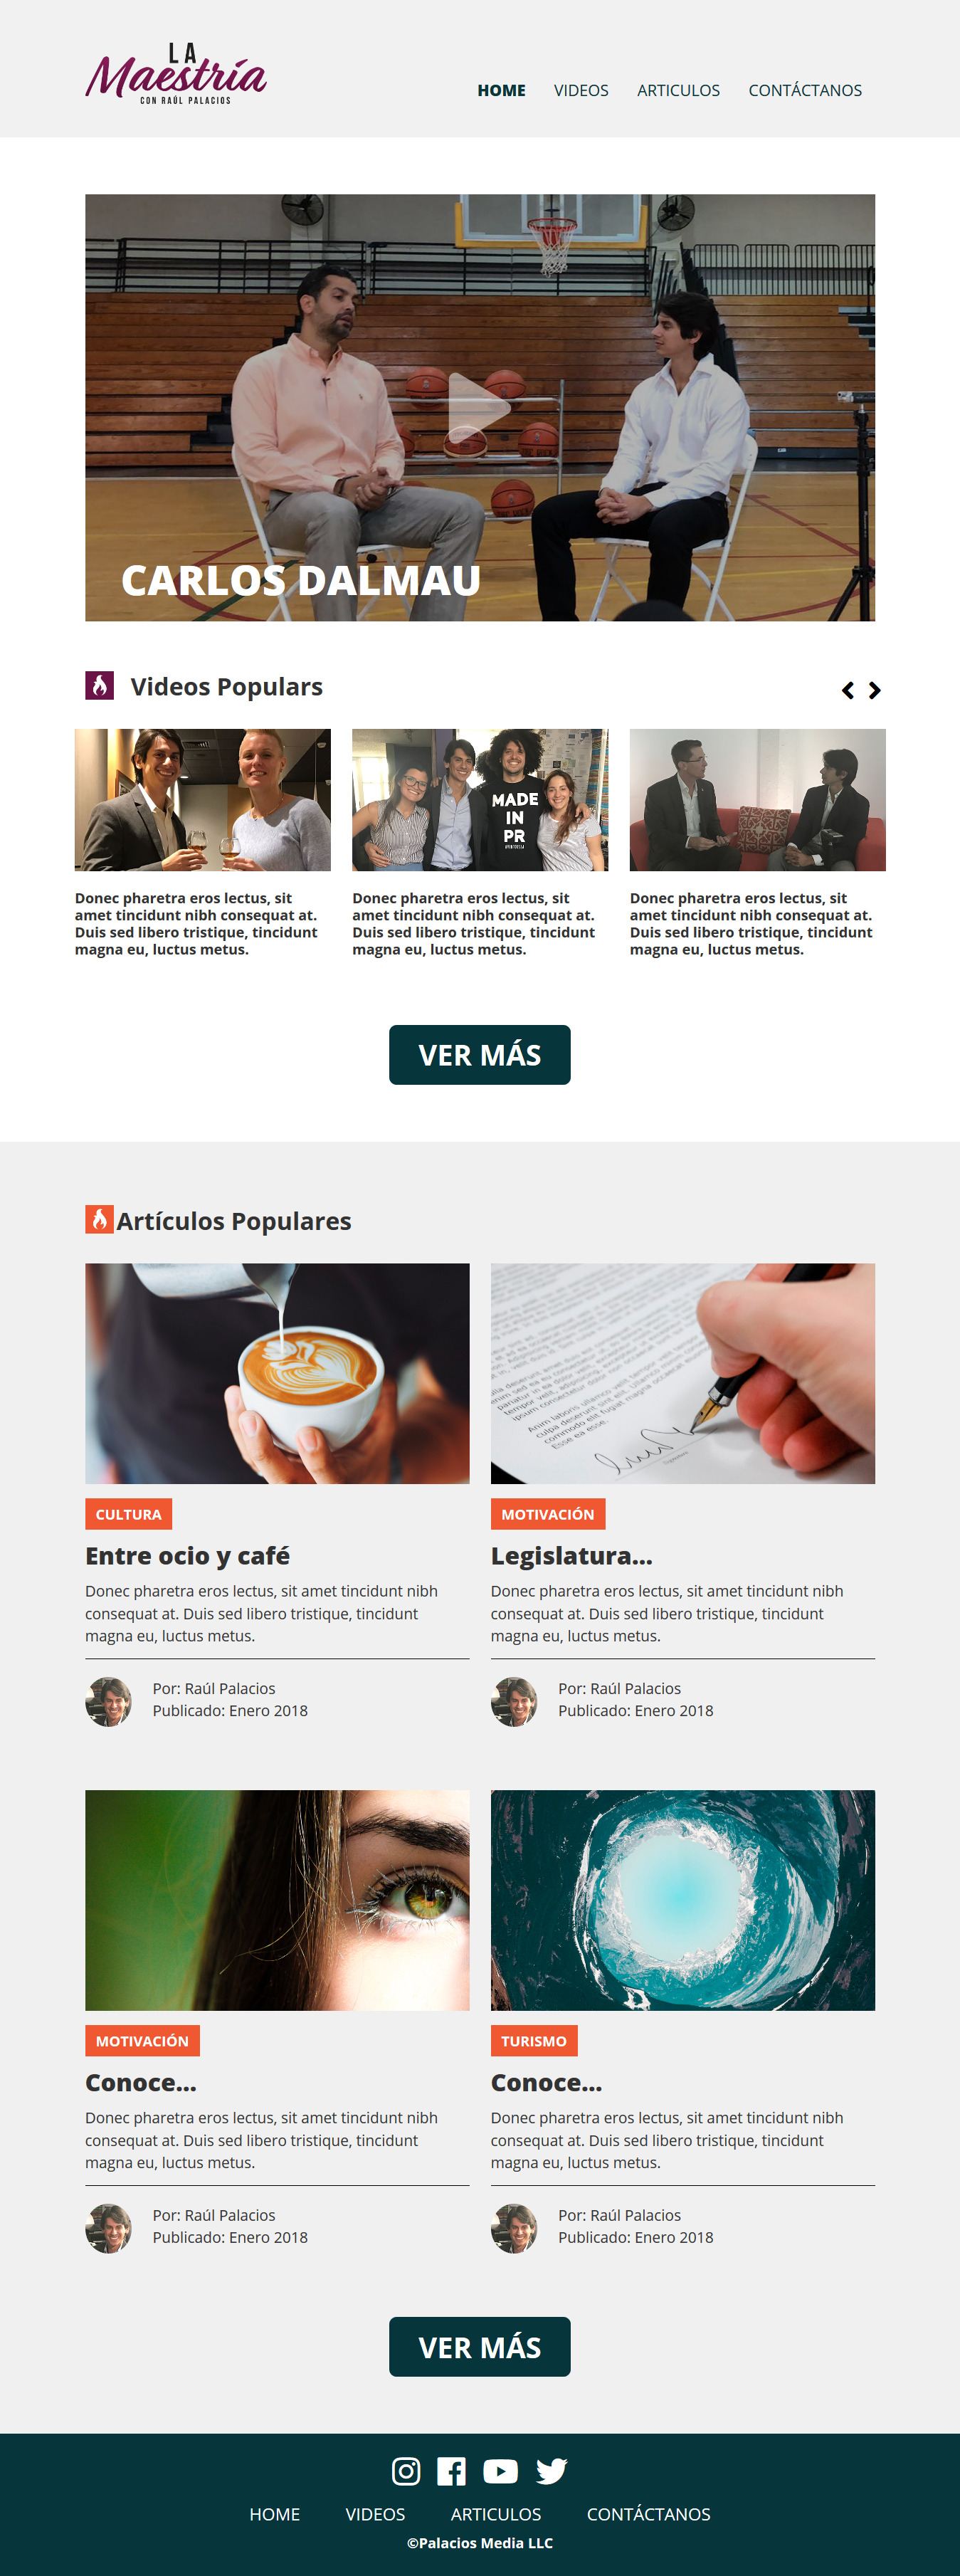 LA
Maestría
CON RAÚL PALACIOS
HOME VIDEOS ARTICULOS CONTÁCTANOS
CARLOS DALMAU
Videos Populars
MADE
IN
PR
Donec pharetra eros lectus, sit
amet tincidunt nibh consequat at.
Duis sed libero tristique, tincidunt
magna eu, luctus metus.
Donec pharetra eros lectus, sit
amet tincidunt nibh consequat at.
Duis sed libero tristique, tincidunt
magna eu, luctus metus.
Donec pharetra eros lectus, sit
amet tincidunt nibh consequat at.
Duis sed libero tristique, tincidunt
magna eu, luctus metus.
VER MÁS
Artículos Populares
CULTURA
Entre ocio y café
Donec pharetra eros lectus, sit amet tincidunt nibh
consequat at. Duis sed libero tristique, tincidunt
magna eu, luctus metus.
Por: Raúl Palacios
Publicado: Enero 2018
MOTIVACIÓN
Legislatura...
Donec pharetra eros lectus, sit amet tincidunt nibh
consequat at. Duis sed libero tristique, tincidunt
magna eu, luctus metus.
Por: Raúl Palacios
Publicado: Enero 2018
MOTIVACIÓN
Conoce...
Donec pharetra eros lectus, sit amet tincidunt nibh
consequat at. Duis sed libero tristique, tincidunt
magna eu, luctus metus.
Por: Raúl Palacios
Publicado: Enero 2018
TURISMO
Conoce...
Donec pharetra eros lectus, sit amet tincidunt nibh
consequat at. Duis sed libero tristique, tincidunt
magna eu, luctus metus.
Por: Raúl Palacios
Publicado: Enero 2018
VER MÁS
HOME VIDEOS ARTICULOS CONTÁCTANOS
©Palacios Media LLC